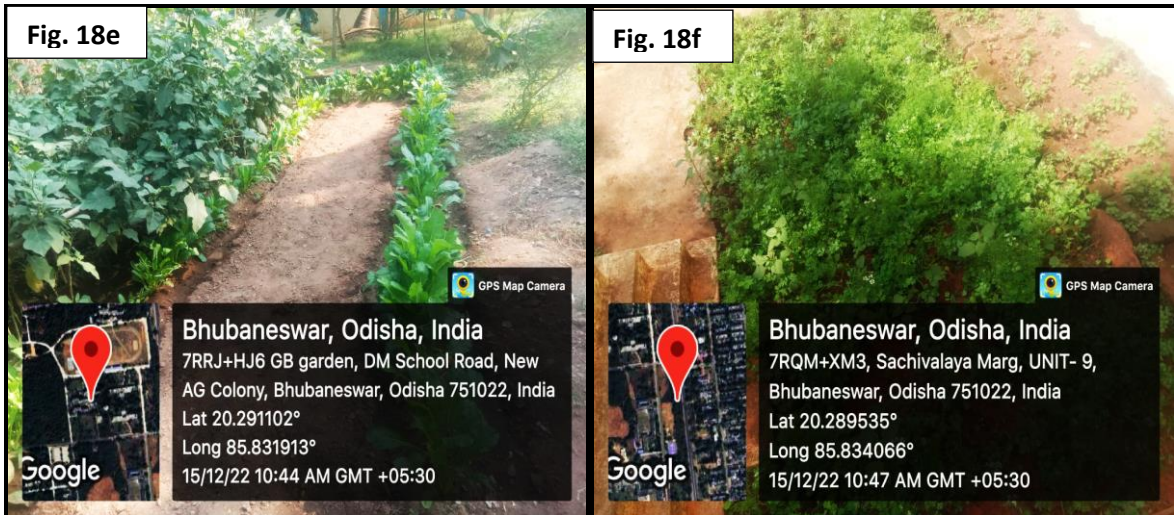 Fig. 18e
GPS Map Camera
Bhubaneswar, Odisha, India
7RRJ+HJ6 GB garden, DM School Road, New
AG Colony, Bhubaneswar, Odisha 751022, India
Lat 20.291102°
Long 85.831913°
15/12/22 10:44 AM GMT +05:30
Google
Fig. 18f
GPS Map Camera
Bhubaneswar, Odisha, India
7RQM+XM3, Sachivalaya Marg, UNIT- 9,
Bhubaneswar, Odisha 751022, India
Lat 20.289535°
Long 85.834066°
15/12/22 10:47 AM GMT +05:30
Google